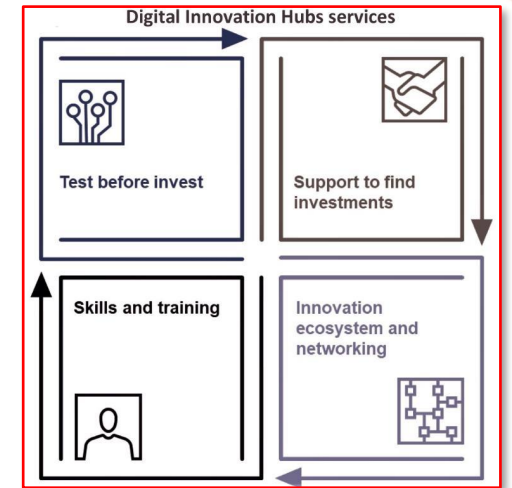 Digital Innovation Hubs services
Test before invest
Support to find
investments
Skills and training
Innovation
ecosystem and
networking